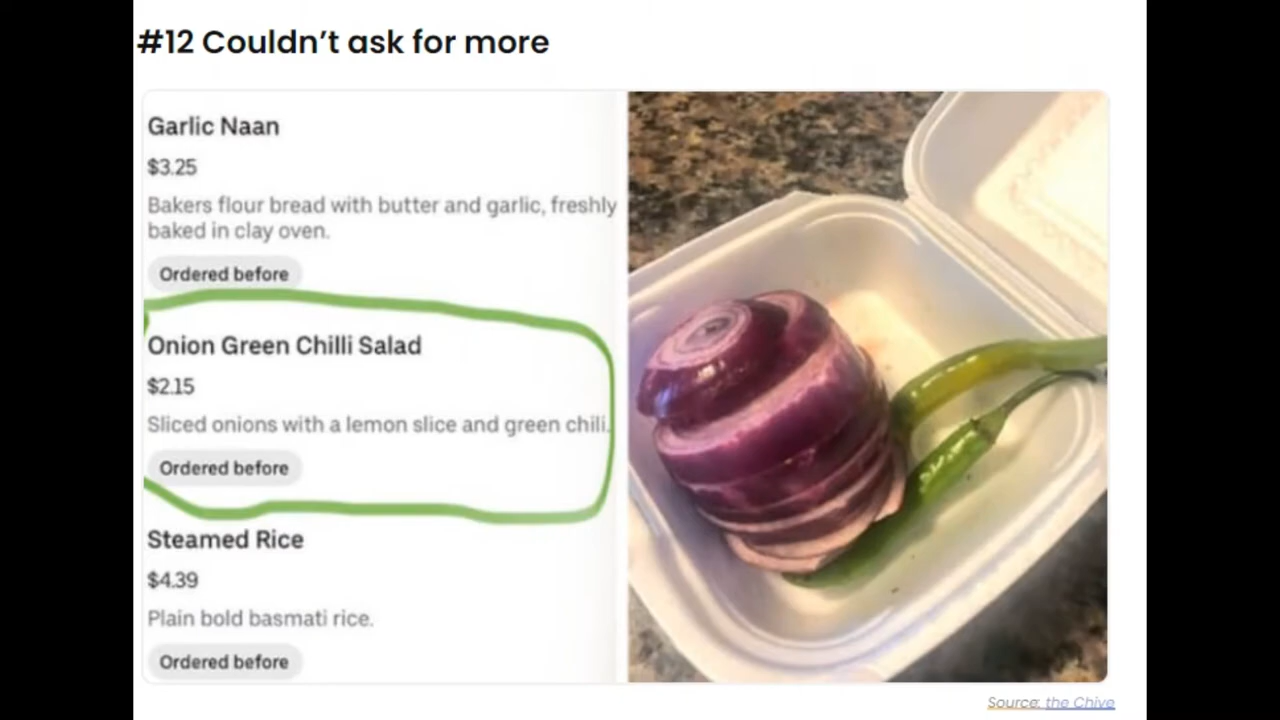 #12 Couldn’t ask for more
Garlic Naan
$3.25
Bakers flour bread with butter and garlic, freshly
baked in clay oven.
Ordered before
Onion Green Chilli Salad
$2.15
Sliced onions with a lemon slice and green chili.
Ordered before
Steamed Rice
$4.39
Plain bold basmati rice.
Ordered before
Source: the Chive